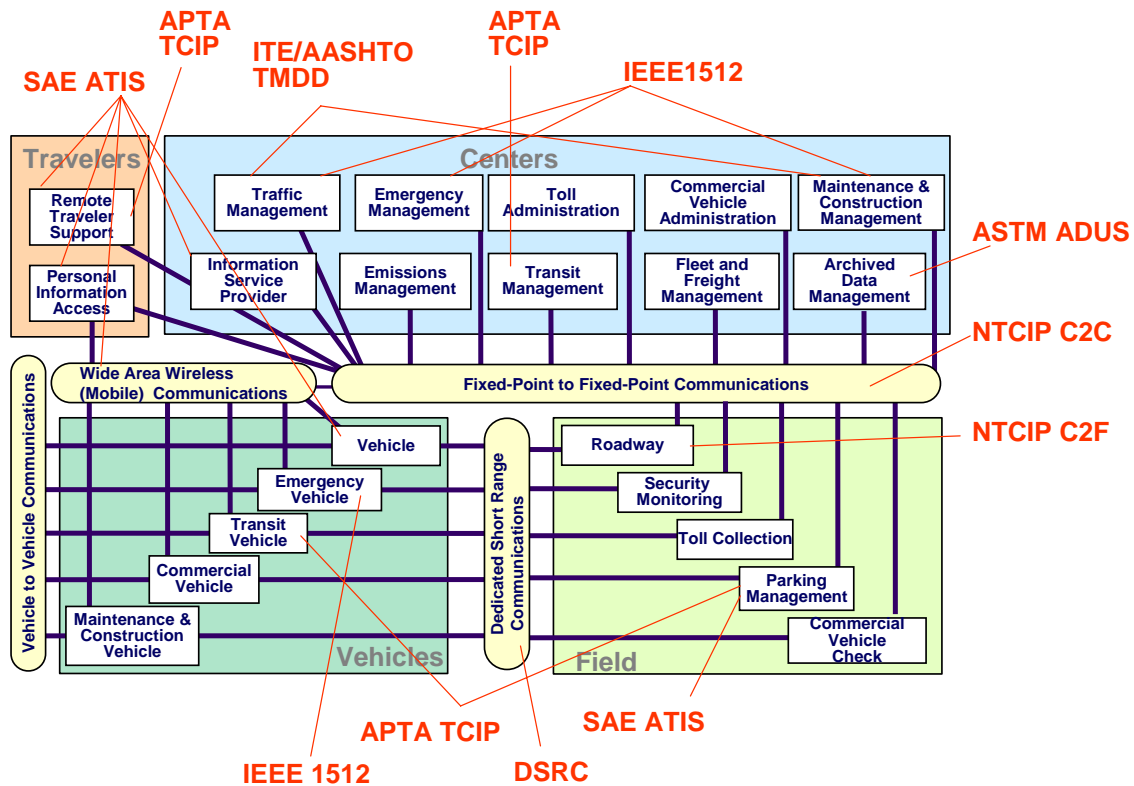 APTA
TCIP
ITE/AASHTO
TMDD
APTA
TCIP
IEEE1512
SAE ATIS
Travelers
Centers
Remote
Traveler
Support
Traffic
Management
Emergency
Management
Toll
Administration
Commercial
Vehicle
Administration
Maintenance &
Construction
Management
ASTM ADUS
Personal
Information
Access
Information
Service
Provider
Emissions
Management
Transit
Management
Fleet and
Freight
Management
Archived
Data
Management
NTCIP C2C
Wide Area Wireless
(Mobile) Communications
Fixed-Point to Fixed-Point Communications
Vehicle to Vehicle Communications
Vehicle
Emergency
Vehicle
Transit
Vehicle
Commercial
Vehicle
Maintenance &
Construction
Vehicle
Vehicles
Dedicated Short Range
Communications
Roadway
NTCIP C2F
Security
Monitoring
Toll Collection
Parking
Management
Commercial
Vehicle
Check
Field
APTA TCIP
SAE ATIS
IEEE 1512
DSRC